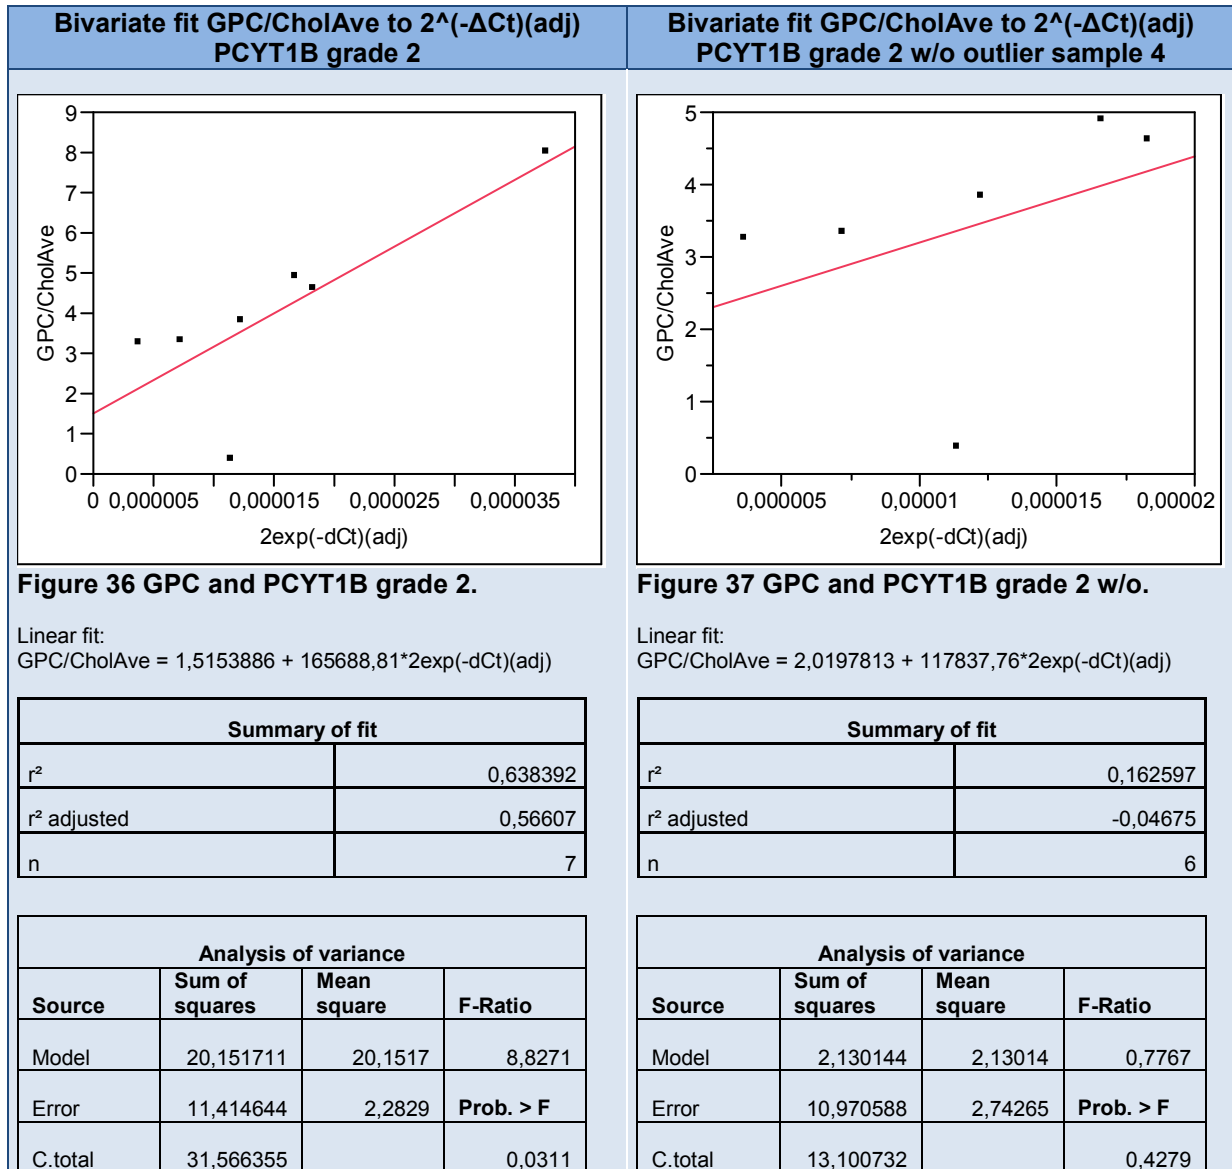 Bivariate fit GPC/CholAve to 2^(-ΔCt)(adj)
PCYT1B grade 2
9
8
7
6
5
4
3
2
1
0
GPC/CholAve
0 0,000005 0,000015 0,000025 0,000035
2exp(-dCt)(adj)
Figure 36 GPC and PCYT1B grade 2.
Linear fit:
GPC/CholAve = 1,5153886 + 165688,81*2exp(-dCt)(adj)
Summary of fit
r² 0,638392
r² adjusted 0,56607
n 7
Analysis of variance
Source Sum of squares Mean square F-Ratio
Model 20,151711 20,1517 8,8271
Error 11,414644 2,2829 Prob. > F
C.total 31,566355 0,0311
Bivariate fit GPC/CholAve to 2^(-ΔCt)(adj)
PCYT1B grade 2 w/o outlier sample 4
5
4
3
2
1
0
GPC/CholAve
0,000005 0,00001 0,000015 0,00002
2exp(-dCt)(adj)
Figure 37 GPC and PCYT1B grade 2 w/o.
Linear fit:
GPC/CholAve = 2,0197813 + 117837,76*2exp(-dCt)(adj)
Summary of fit
r² 0,162597
r² adjusted -0,04675
n 6
Analysis of variance
Source Sum of squares Mean square F-Ratio
Model 2,130144 2,13014 0,7767
Error 10,970588 2,74265 Prob. > F
C.total 13,100732 0,4279